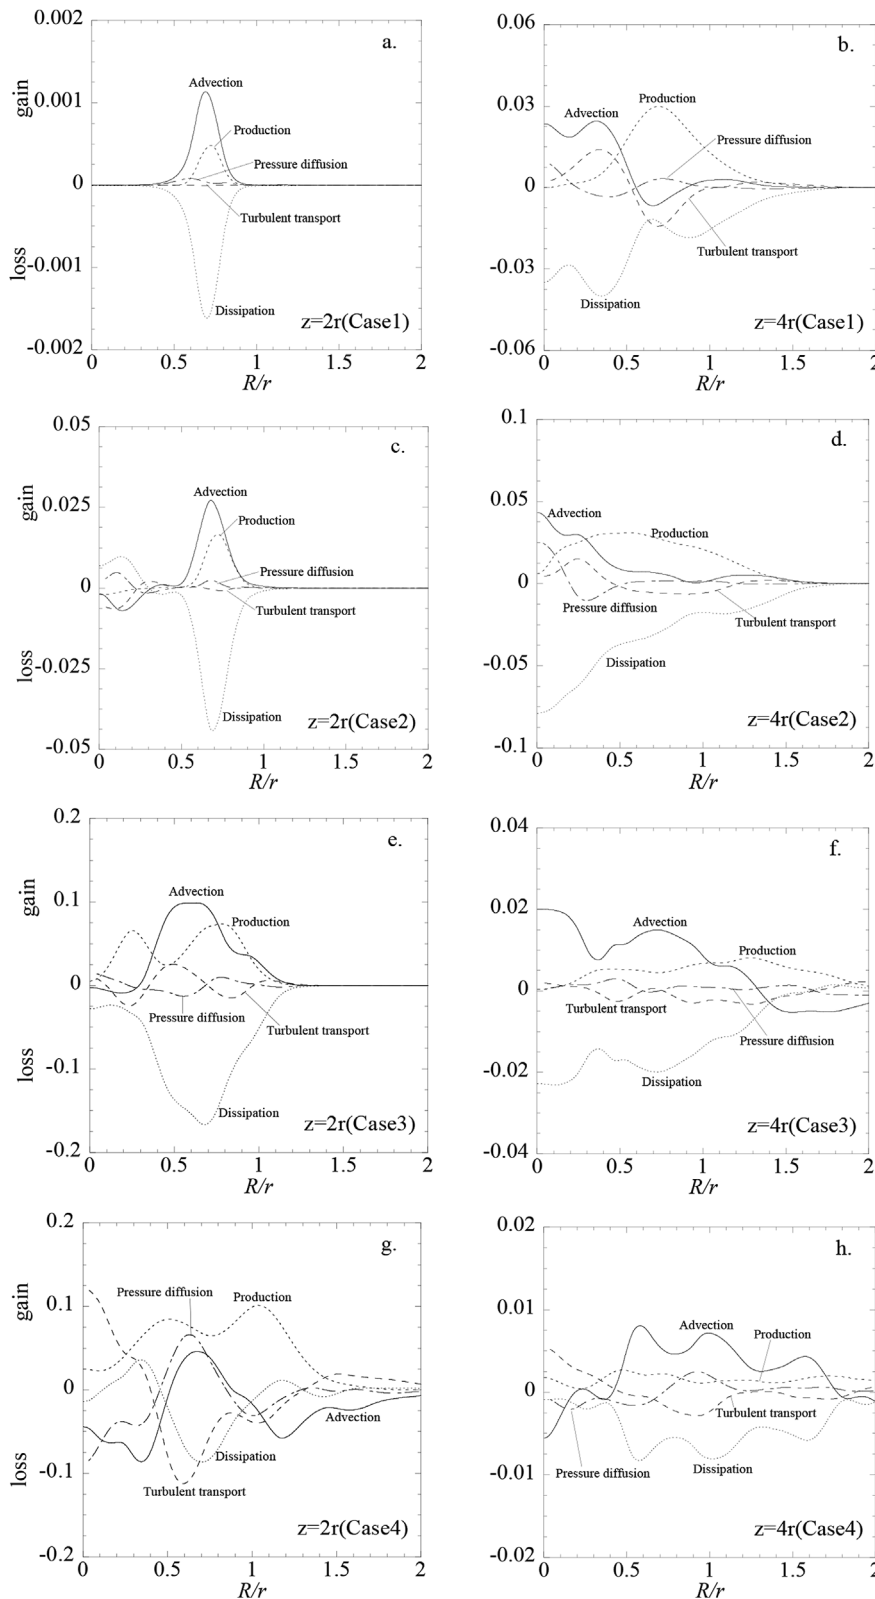 a.
gain
loss
0.002
0.001
0
-0.001
-0.002
Advection
Production
Pressure diffusion
Turbulent transport
Dissipation
z=2r(Case1)
0 0.5 1 1.5 2
R/r
b.
0.06
0.03
0
-0.03
-0.06
Advection
Production
Pressure diffusion
Turbulent transport
Dissipation
z=4r(Case1)
0 0.5 1 1.5 2
R/r
c.
gain
loss
0.05
0.025
0
-0.025
-0.05
Advection
Production
Pressure diffusion
Turbulent transport
Dissipation
z=2r(Case2)
0 0.5 1 1.5 2
R/r
d.
0.1
0.05
0
-0.05
-0.1
Advection
Production
Pressure diffusion
Turbulent transport
Dissipation
z=4r(Case2)
0 0.5 1 1.5 2
R/r
e.
gain
loss
0.2
0.1
0
-0.1
-0.2
Advection
Production
Pressure diffusion
Turbulent transport
Dissipation
z=2r(Case3)
0 0.5 1 1.5 2
R/r
f.
0.04
0.02
0
-0.02
-0.04
Advection
Production
Turbulent transport
Pressure diffusion
Dissipation
z=4r(Case3)
0 0.5 1 1.5 2
R/r
g.
gain
loss
0.2
0.1
0
-0.1
-0.2
Pressure diffusion
Production
Advection
Dissipation
Turbulent transport
z=2r(Case4)
0 0.5 1 1.5 2
R/r
h.
0.02
0.01
0
-0.01
-0.02
Advection
Production
Turbulent transport
Pressure diffusion
Dissipation
z=4r(Case4)
0 0.5 1 1.5 2
R/r